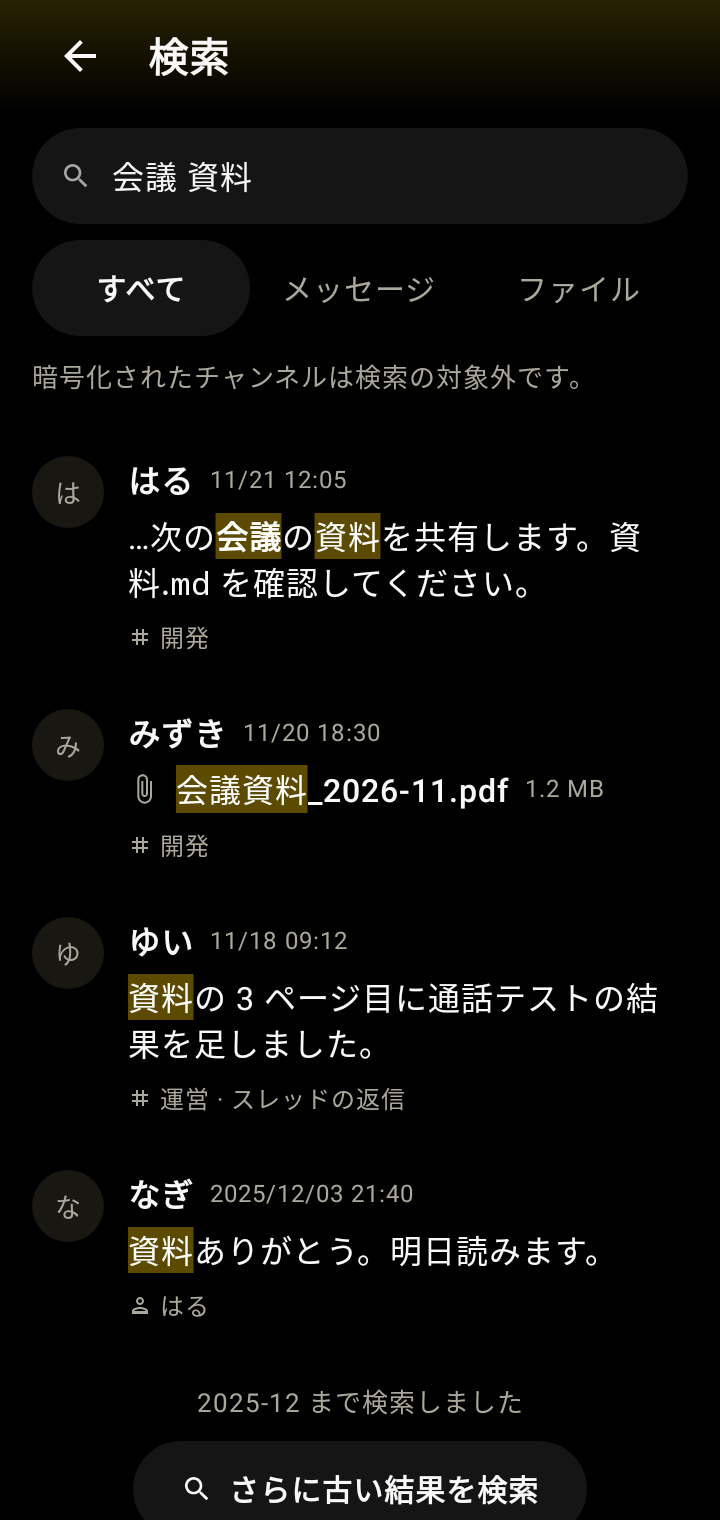 検索
会議 資料
すべて メッセージ ファイル
暗号化されたチャンネルは検索の対象外です。
は はる 11/21 12:05
…次の会議の資料を共有します。資
料.md を確認してください。
# 開発
み みずき 11/20 18:30
会議資料_2026-11.pdf 1.2 MB
# 開発
ゆ ゆい 11/18 09:12
資料の 3 ページ目に通話テストの結
果を足しました。
# 運営 · スレッドの返信
な なぎ 2025/12/03 21:40
資料ありがとう。明日読みます。
はる
2025-12 まで検索しました
さらに古い結果を検索